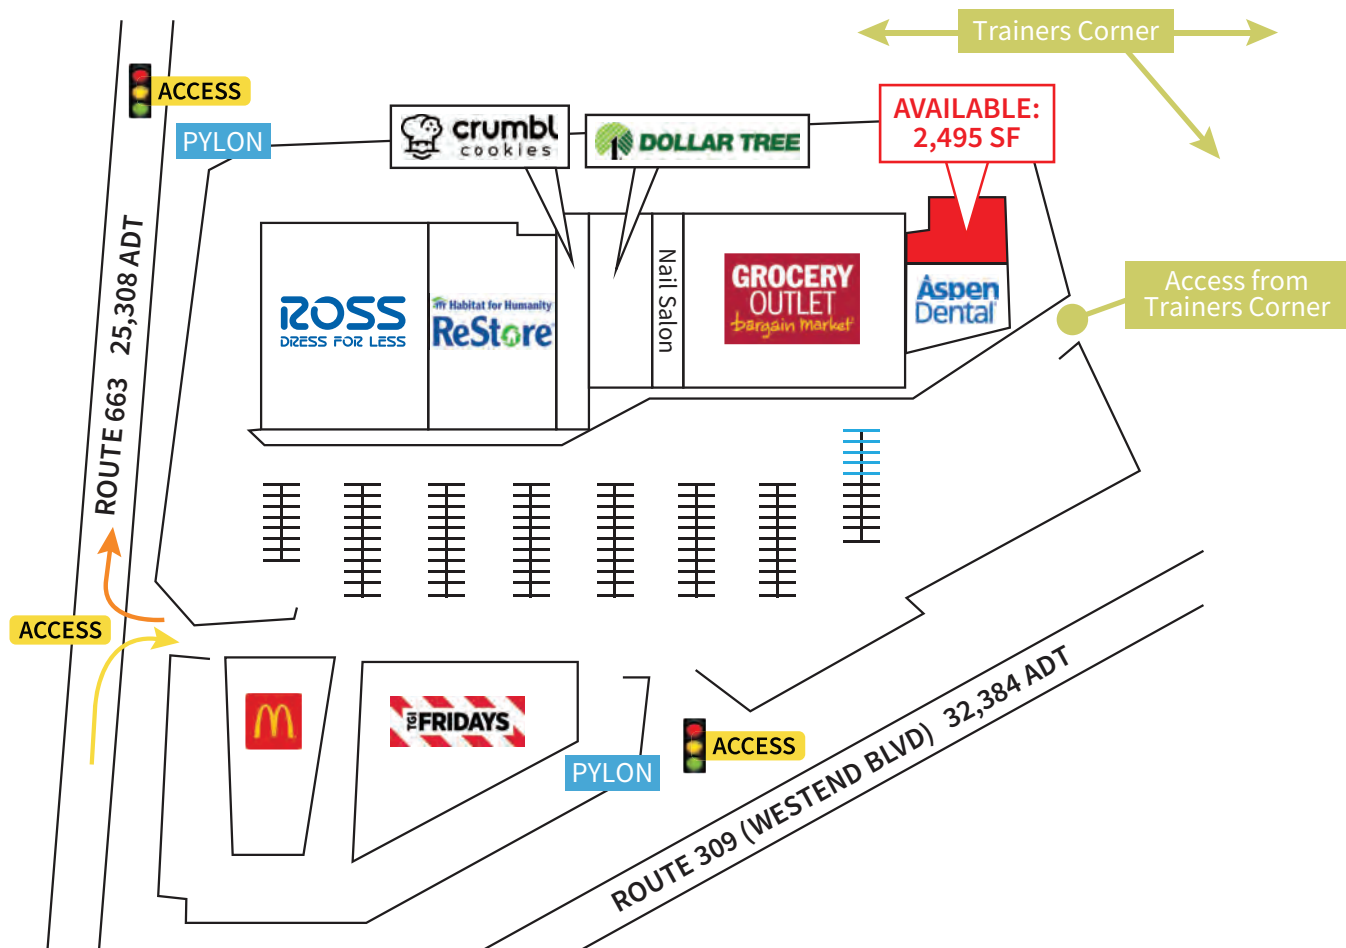 Trainers Corner
ACCESS
AVAILABLE:
2,495 SF
PYLON
crumbl
cookies
DOLLAR TREE
ROUTE 663 25,308 ADT
ROSS
DRESS FOR LESS
Habitat for Humanity
ReStore
Nail Salon
GROCERY
OUTLET
bargain market
Aspen
Dental
Access from
Trainers Corner
ACCESS
TGI
FRIDAYS
ACCESS
PYLON
ROUTE 309 (WESTEND BLVD) 32,384 ADT